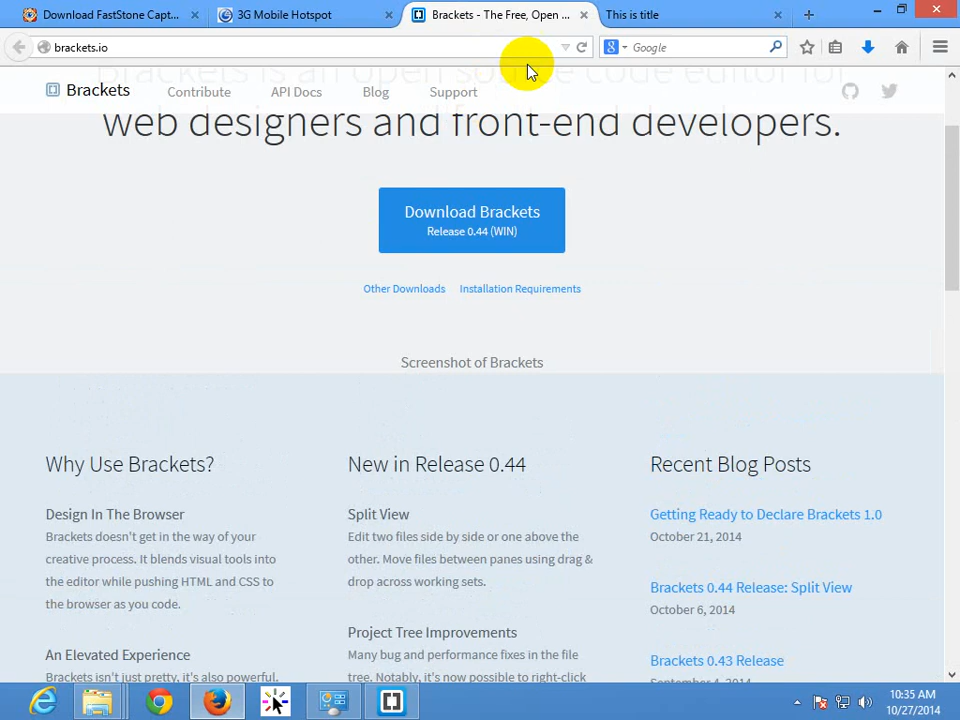 Download FastStone Capt...
3G Mobile Hotspot
Brackets - The Free, Open ...
This is title
brackets.io
Google
Brackets is an open source code editor for
Brackets
Contribute
API Docs
Blog
Support
web designers and front-end developers.
Download Brackets
Release 0.44 (WIN)
Other Downloads
Installation Requirements
Screenshot of Brackets
Why Use Brackets?
Design In The Browser
Brackets doesn't get in the way of your
creative process. It blends visual tools into
the editor while pushing HTML and CSS to
the browser as you code.
An Elevated Experience
Brackets isn't just pretty, it's also powerful.
New in Release 0.44
Split View
Edit two files side by side or one above the
other. Move files between panes using drag &
drop across working sets.
Project Tree Improvements
Many bug and performance fixes in the file
tree. Notably, it's now possible to right-click
Recent Blog Posts
Getting Ready to Declare Brackets 1.0
October 21, 2014
Brackets 0.44 Release: Split View
October 6, 2014
Brackets 0.43 Release
September 4, 2014
10:35 AM
10/27/2014